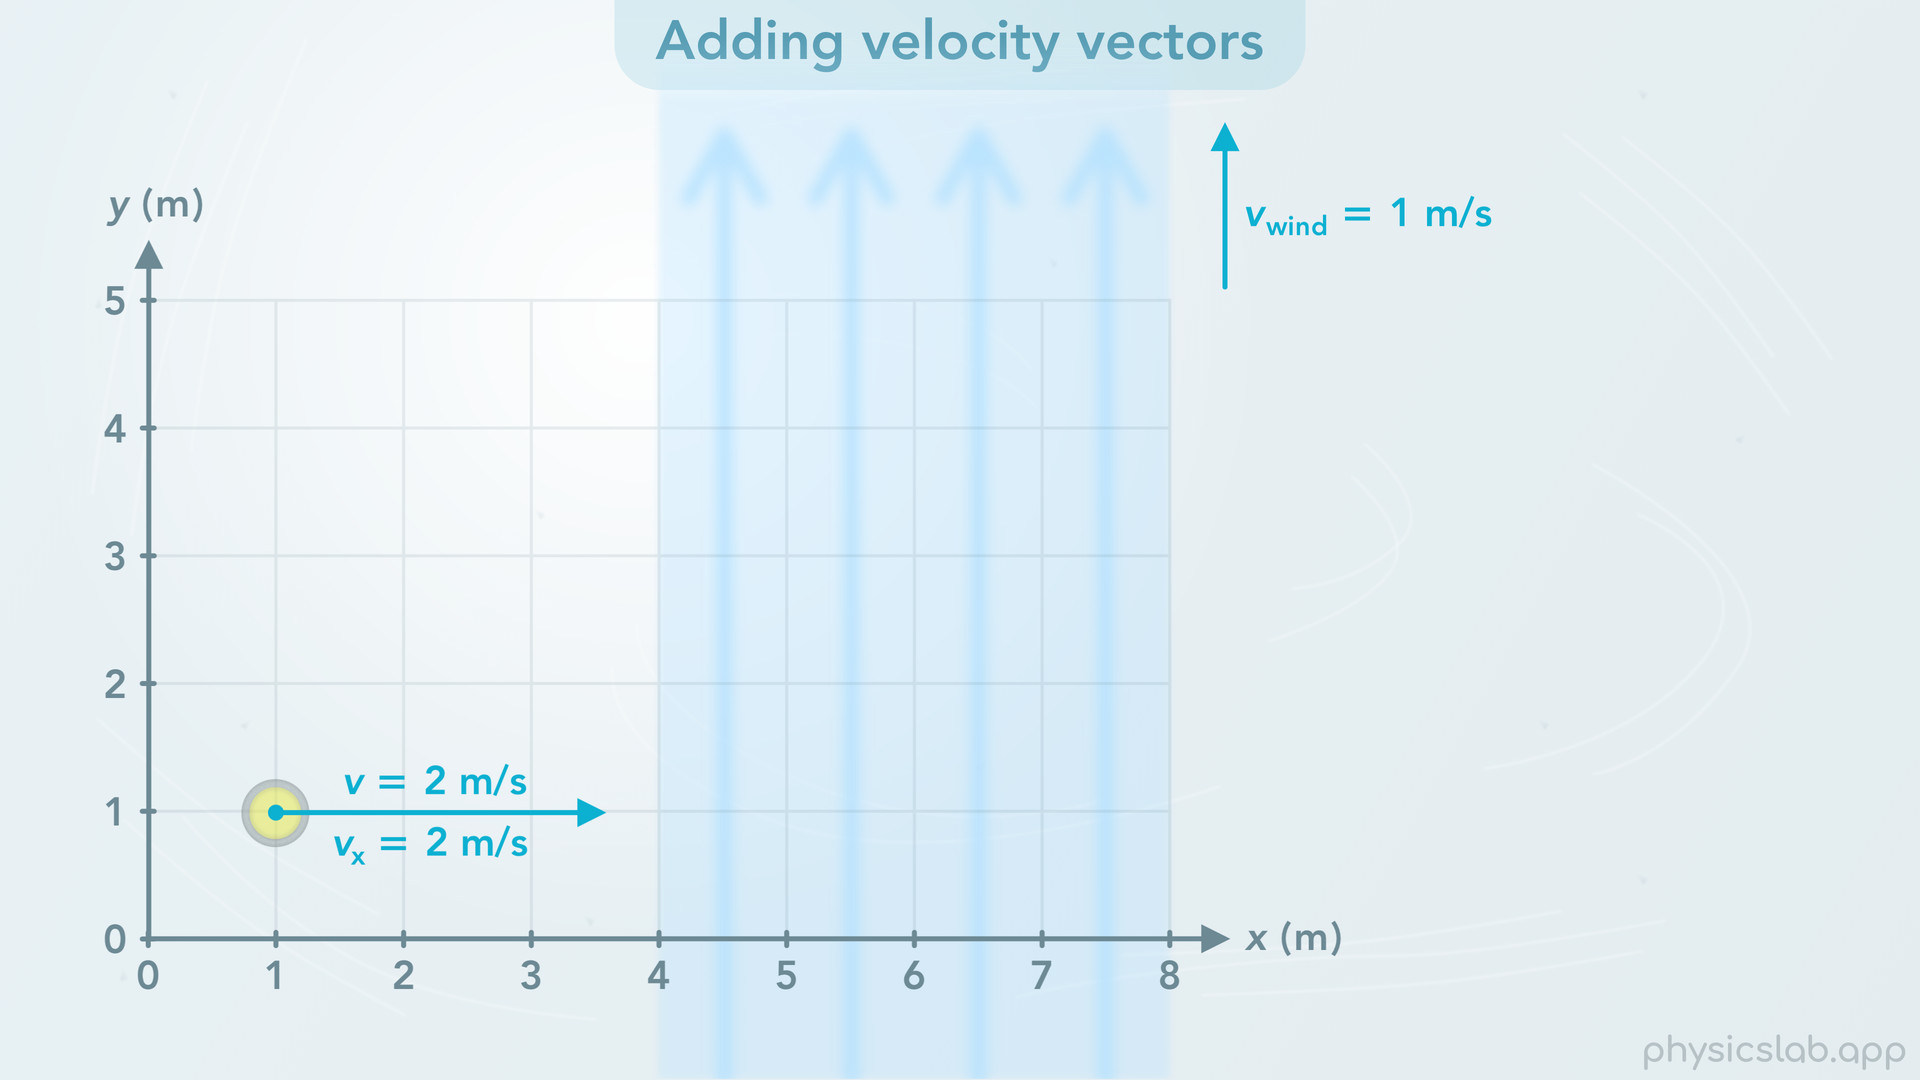 Adding velocity vectors
v_wind = 1 m/s
y (m)
5
4
3
2
1
0
v = 2 m/s
v_x = 2 m/s
x (m)
0 1 2 3 4 5 6 7 8
physicslab.app